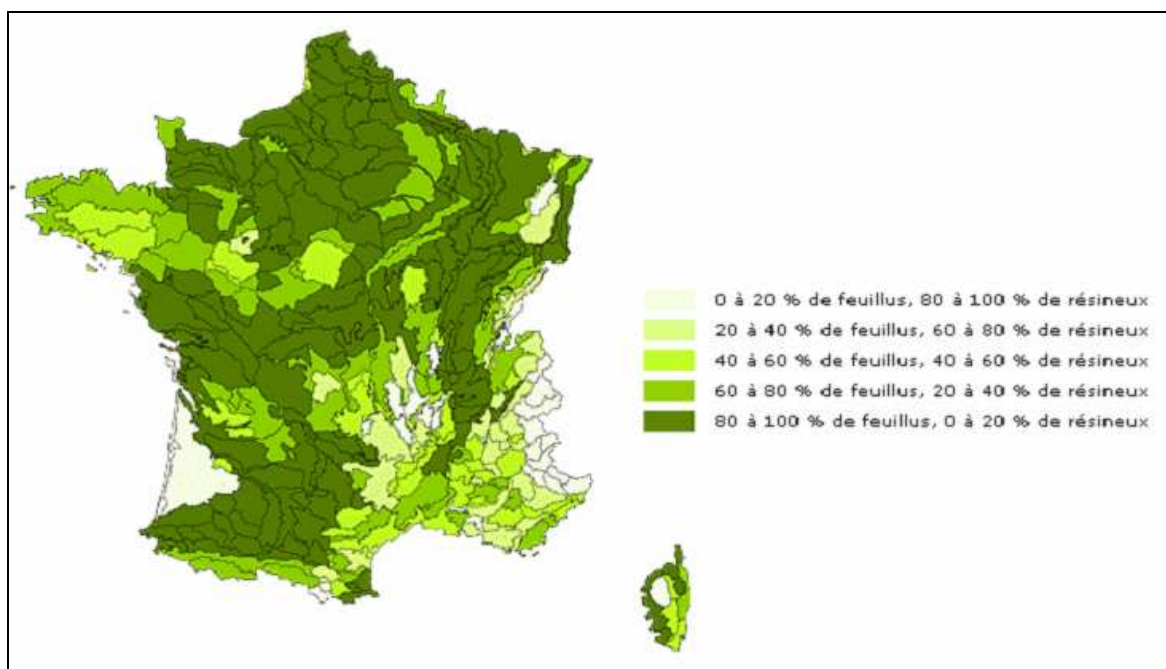 0 à 20 % de feuillus, 80 à 100 % de résineux
20 à 40 % de feuillus, 60 à 80 % de résineux
40 à 60 % de feuillus, 40 à 60 % de résineux
60 à 80 % de feuillus, 20 à 40 % de résineux
80 à 100 % de feuillus, 0 à 20 % de résineux